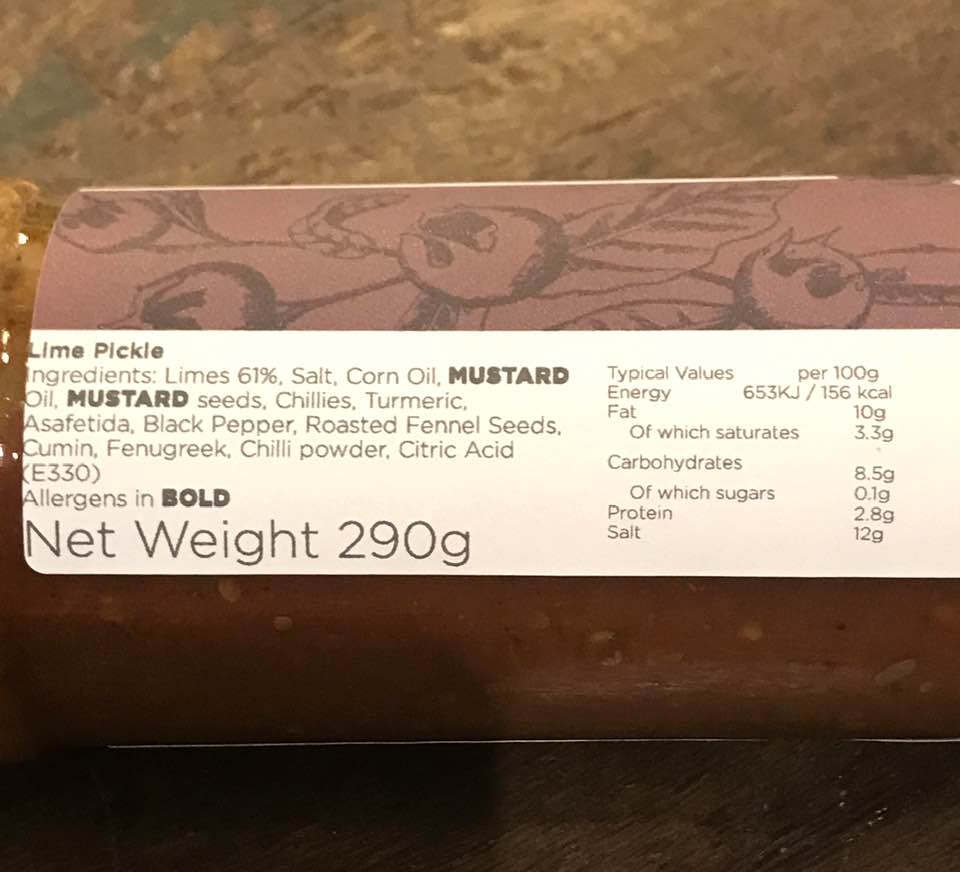 Lime Pickle
Ingredients: Limes 61%, Salt, Corn Oil, MUSTARD
Oil, MUSTARD seeds, Chillies, Turmeric,
Asafetida, Black Pepper, Roasted Fennel Seeds,
Cumin, Fenugreek, Chilli powder, Citric Acid
(E330)
Allergens in BOLD
Net Weight 290g
Typical Values per 100g
Energy 653KJ / 156 kcal
Fat 10g
Of which saturates 3.3g
Carbohydrates 8.5g
Of which sugars 0.1g
Protein 2.8g
Salt 12g